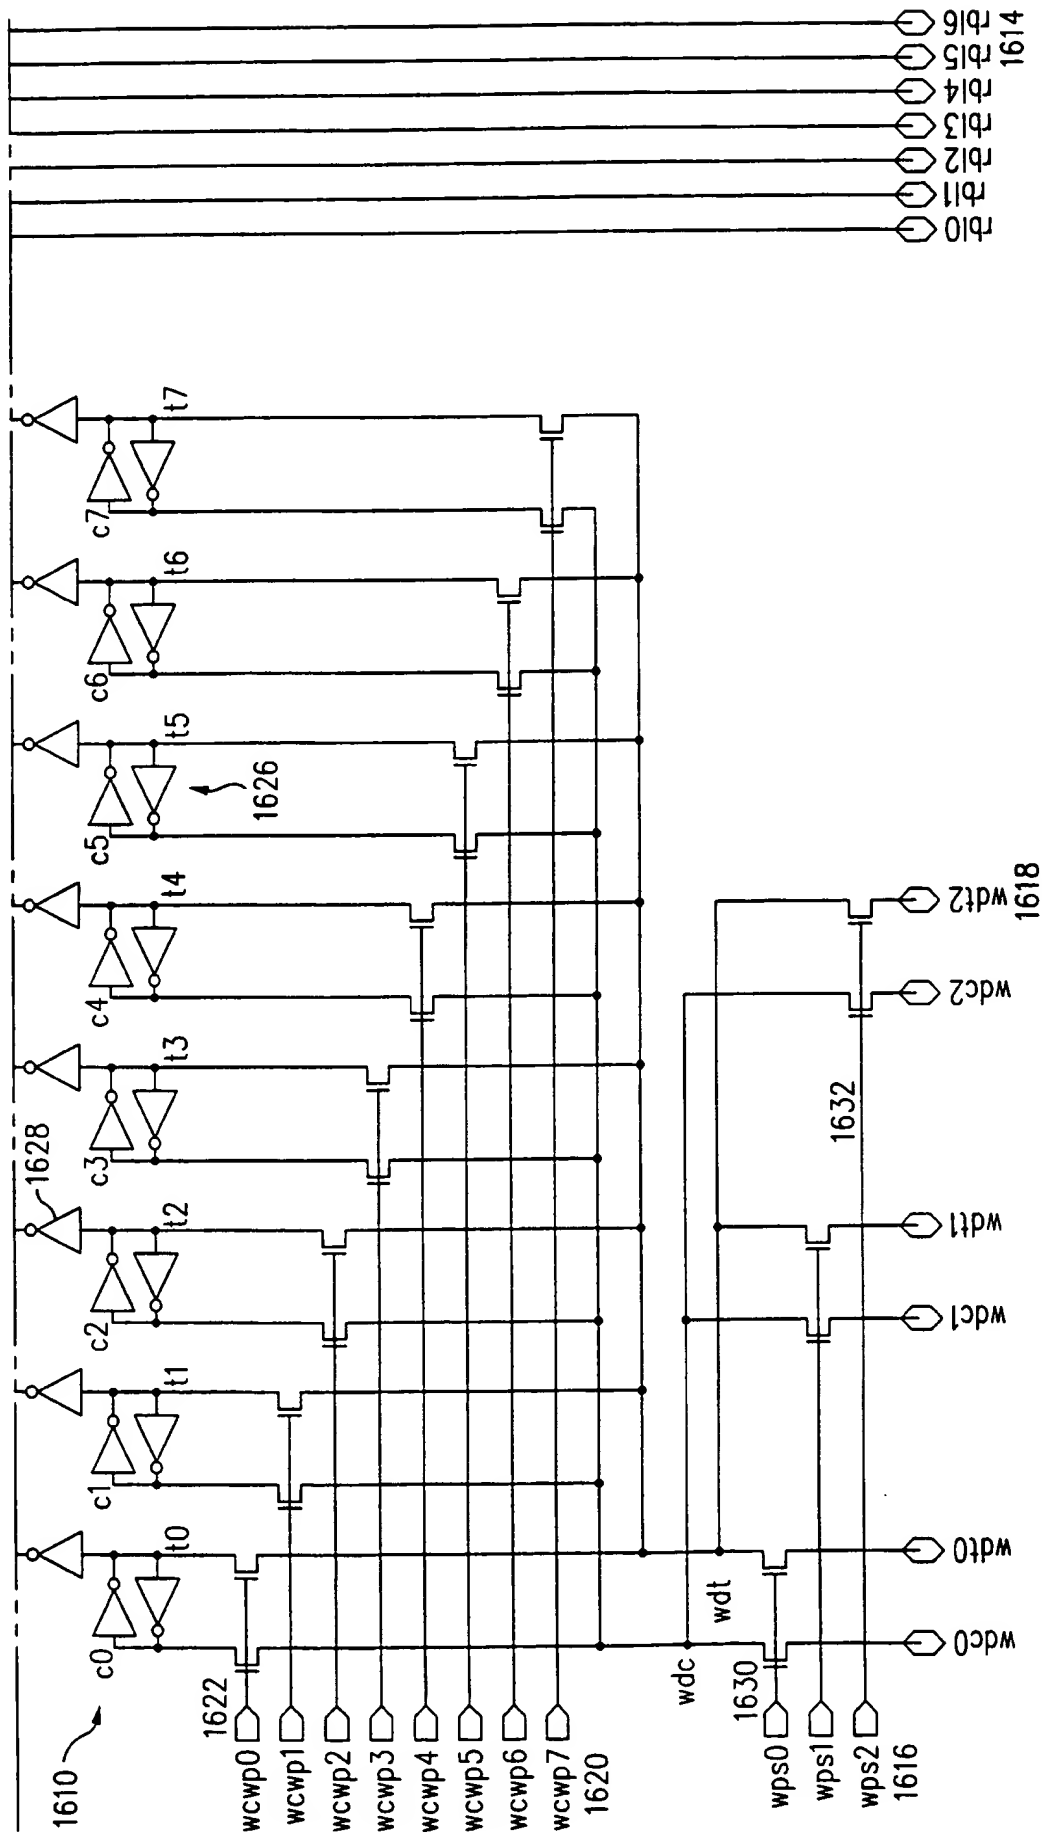 1610
c0
t0
c1
t1
c2
t2
1628
c3
t3
c4
t4
c5
t5
1626
c6
t6
c7
t7
1622
wcwp0
wcwp1
wcwp2
wcwp3
wcwp4
wcwp5
wcwp6
wcwp7
1620
wdc
wdt
1630
1632
wps0
wps1
wps2
1616
wdc0
wdt0
wdc1
wdt1
wdc2
wdt2
1618
rbl0
rbl1
rbl2
rbl3
rbl4
rbl5
rbl6
1614